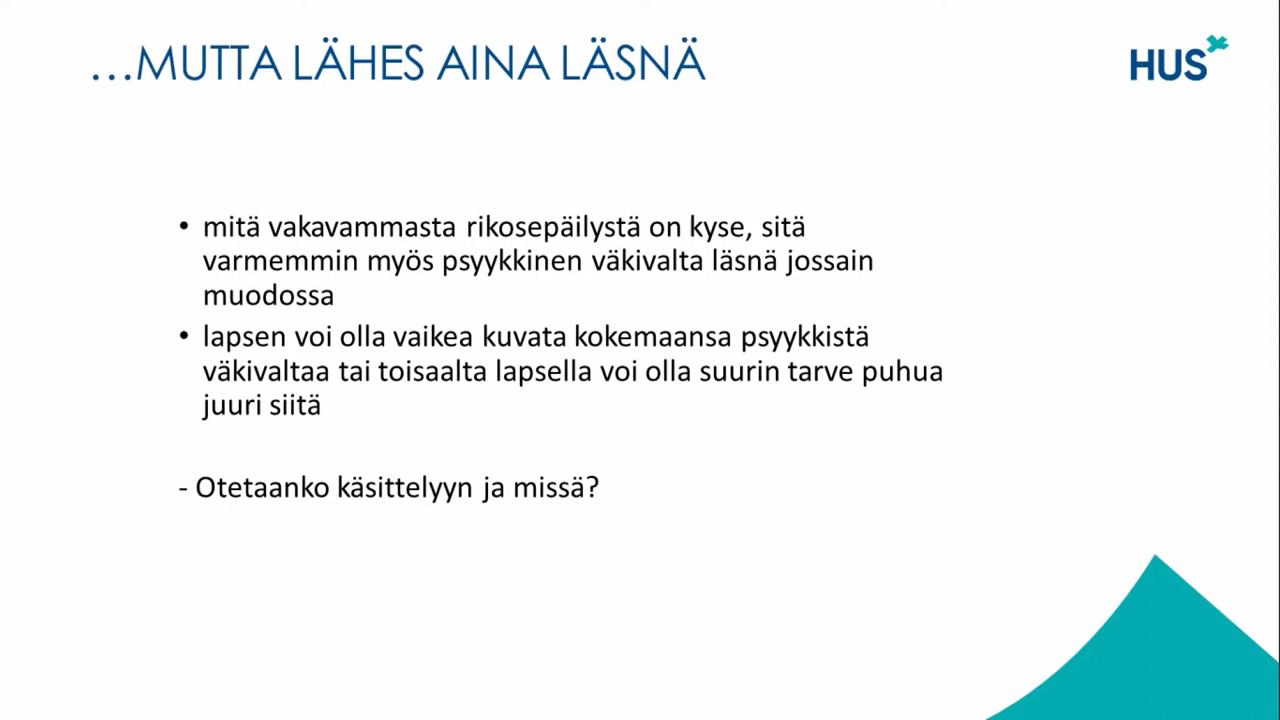 ...MUTTA LÄHES AINA LÄSNÄ
HUS
• mitä vakavammasta rikosepäilystä on kyse, sitä
varmemmin myös psyykkinen väkivalta läsnä jossain
muodossa
• lapsen voi olla vaikea kuvata kokemaansa psyykkistä
väkivaltaa tai toisaalta lapsella voi olla suurin tarve puhua
juuri siitä
- Otetaanko käsittelyyn ja missä?